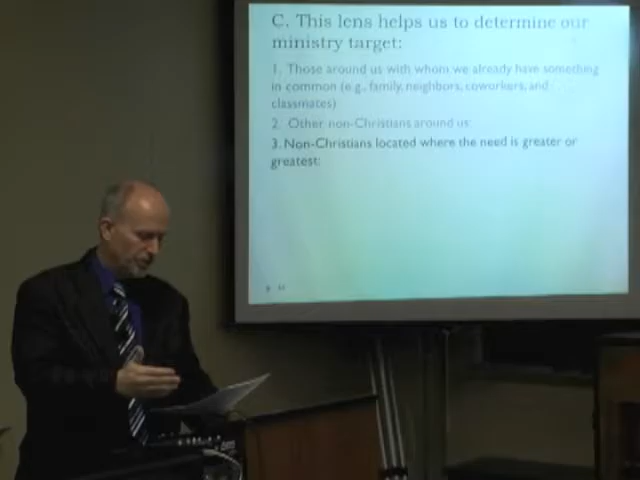 C. This lens helps us to determine our
ministry target:
1. Those around us with whom we already have something
in common (e.g., family, neighbors, coworkers, and
classmates)
2. Other non-Christians around us:
3. Non-Christians located where the need is greater or
greatest: